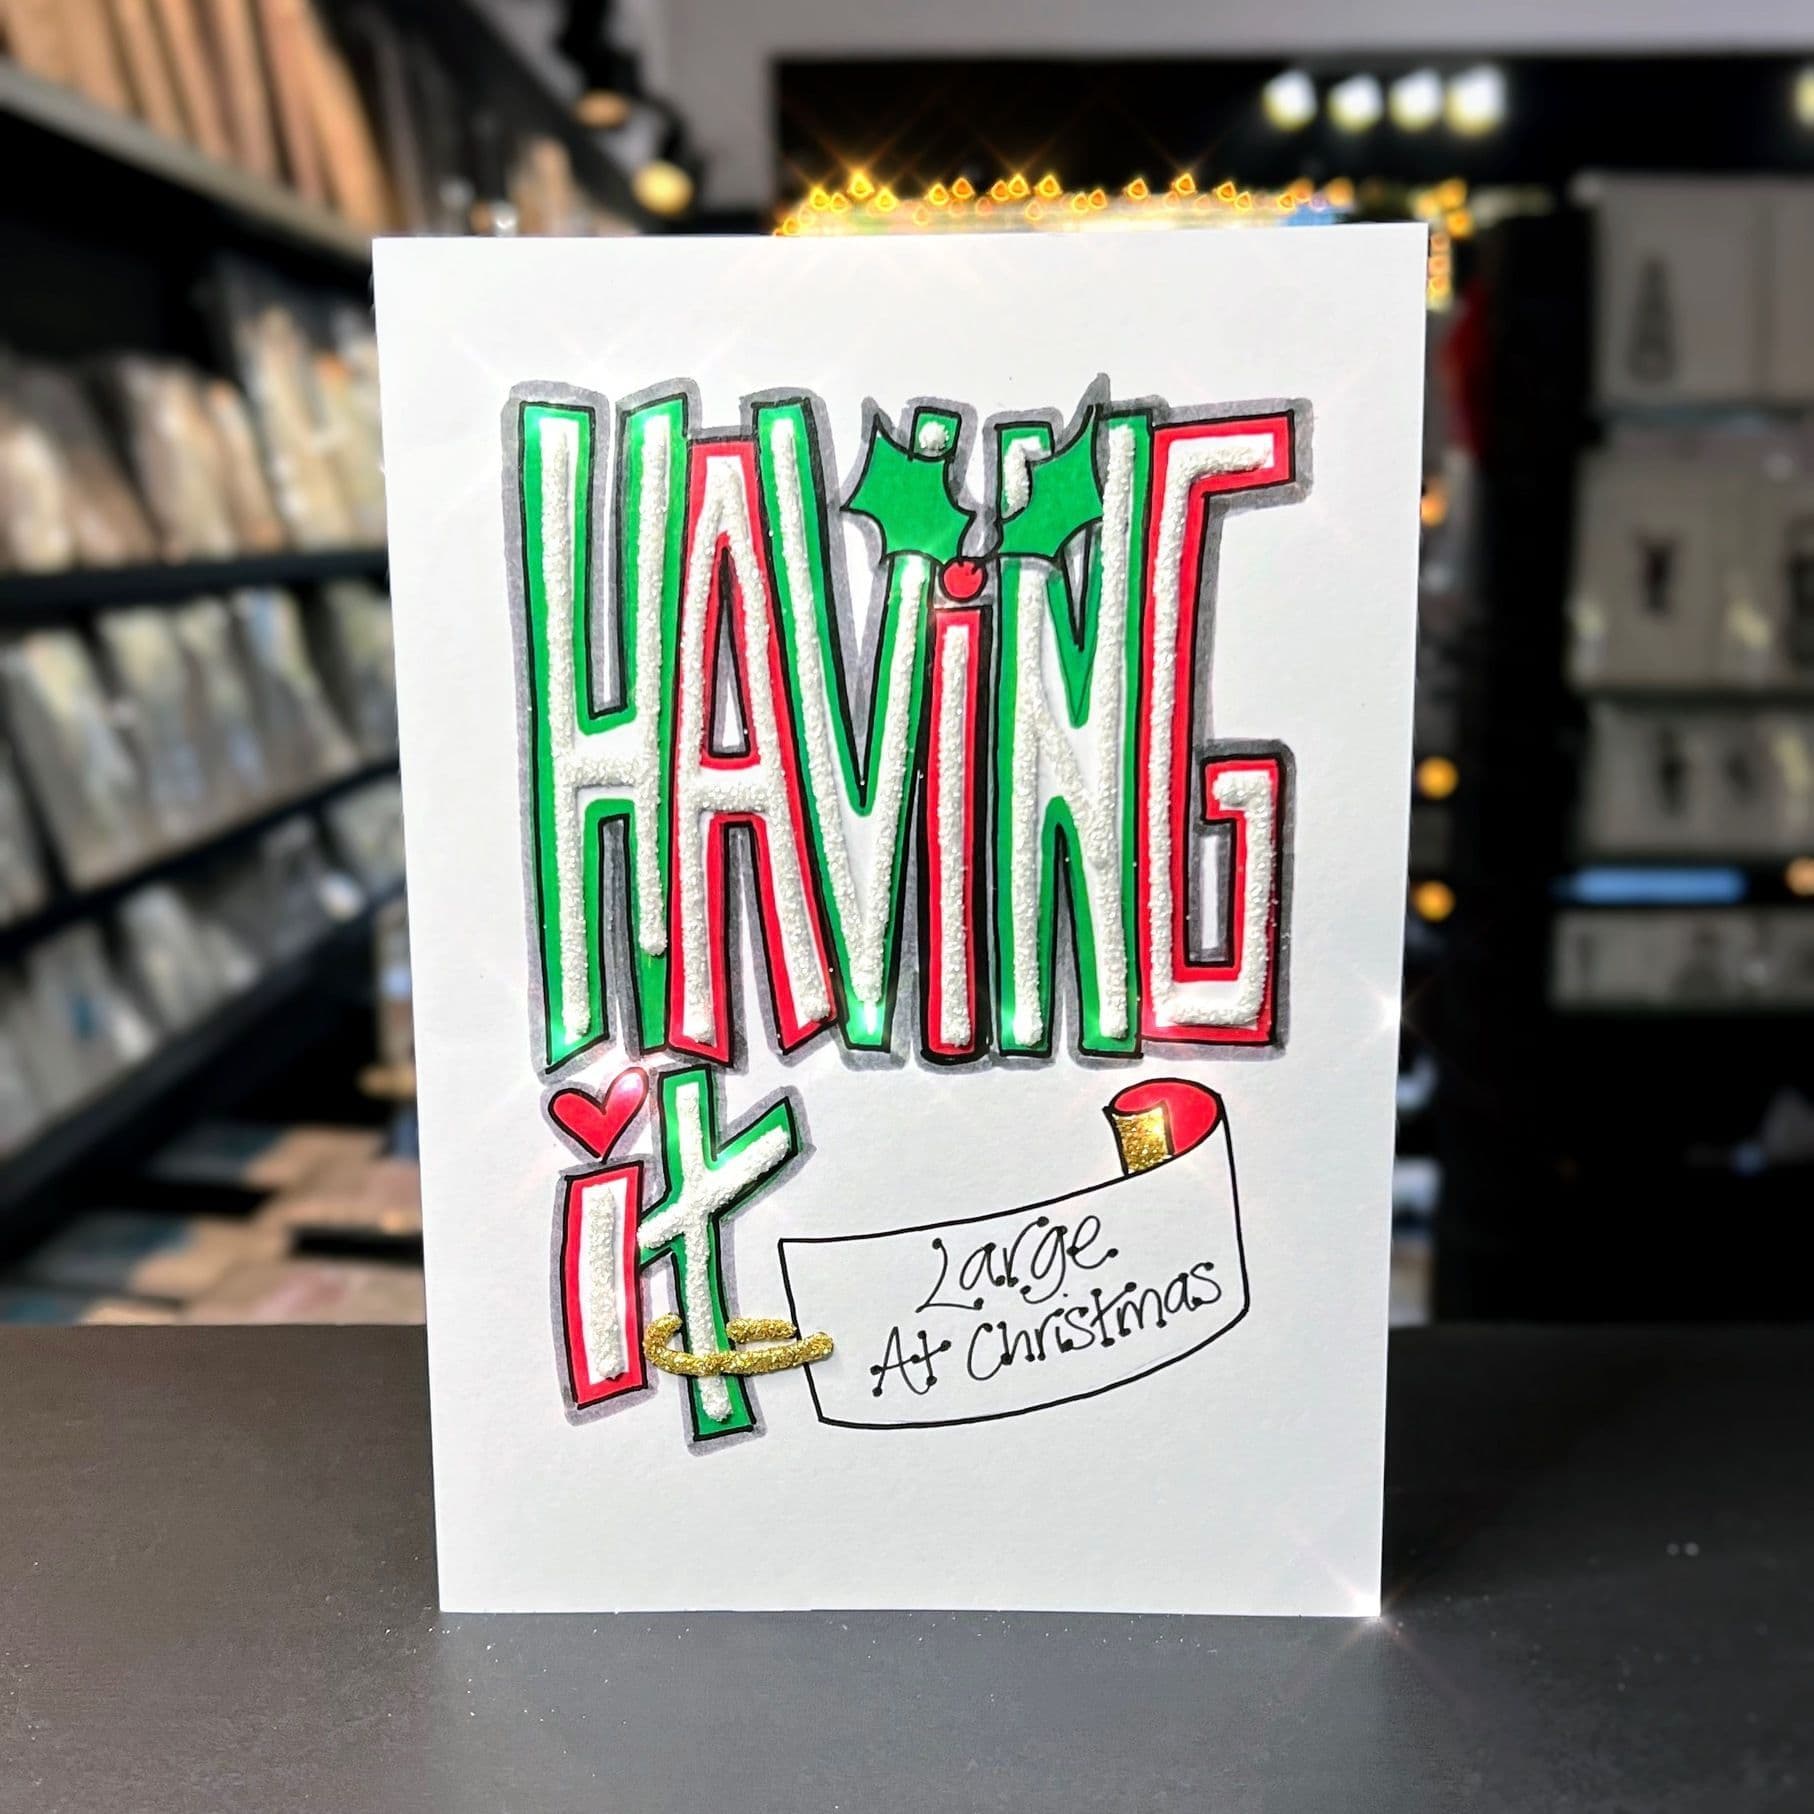 HAViNG
it
Large
At Christmas